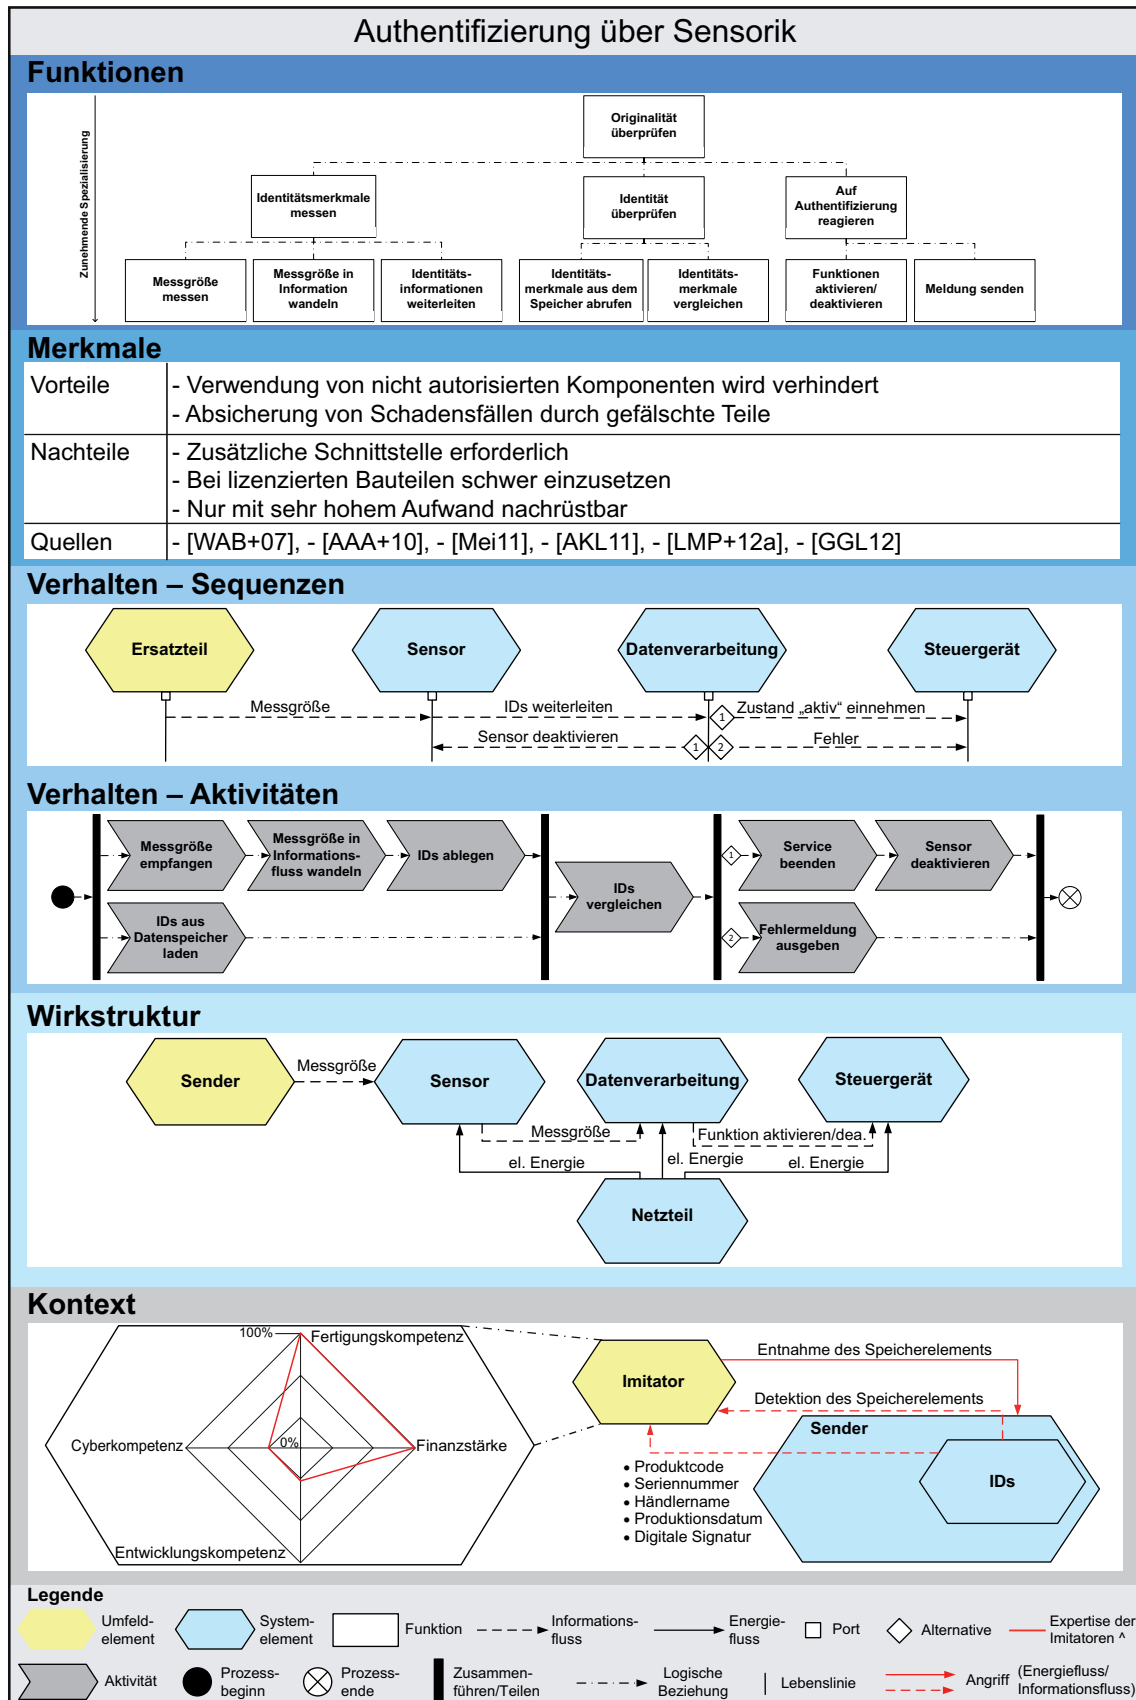 Authentifizierung über Sensorik
Funktionen
Zunehmende Spezialisierung
Originalität
überprüfen
Identitätsmerkmale
messen
Identität
überprüfen
Auf
Authentifizierung
reagieren
Messgröße
messen
Messgröße in
Information
wandeln
Identitäts-
informationen
weiterleiten
Identitäts-
merkmale aus dem
Speicher abrufen
Identitäts-
merkmale
vergleichen
Funktionen
aktivieren/
deaktivieren
Meldung senden
Merkmale
Vorteile
- Verwendung von nicht autorisierten Komponenten wird verhindert
- Absicherung von Schadensfällen durch gefälschte Teile
Nachteile
- Zusätzliche Schnittstelle erforderlich
- Bei lizenzierten Bauteilen schwer einzusetzen
- Nur mit sehr hohem Aufwand nachrüstbar
Quellen
- [WAB+07], - [AAA+10], - [Mei11], - [AKL11], - [LMP+12a], - [GGL12]
Verhalten – Sequenzen
Ersatzteil
Sensor
Datenverarbeitung
Steuergerät
Messgröße
IDs weiterleiten
1
Zustand „aktiv“ einnehmen
Sensor deaktivieren
1
2
Fehler
Verhalten – Aktivitäten
Messgröße
empfangen
Messgröße in
Informations-
fluss wandeln
IDs ablegen
IDs aus
Datenspeicher
laden
IDs
vergleichen
1
Service
beenden
Sensor
deaktivieren
2
Fehlermeldung
ausgeben
Wirkstruktur
Sender
Messgröße
Sensor
Datenverarbeitung
Steuergerät
Messgröße
Funktion aktivieren/dea.
el. Energie
el. Energie
el. Energie
Netzteil
Kontext
100%
Fertigungskompetenz
Cyberkompetenz
0%
Finanzstärke
Entwicklungskompetenz
Imitator
Entnahme des Speicherelements
Detektion des Speicherelements
Sender
IDs
• Produktcode
• Seriennummer
• Händlername
• Produktionsdatum
• Digitale Signatur
Legende
Umfeld-
element
System-
element
Funktion
Informations-
fluss
Energie-
fluss
Port
Alternative
Expertise der
Imitatoren ^
Aktivität
Prozess-
beginn
Prozess-
ende
Zusammen-
führen/Teilen
Logische
Beziehung
Lebenslinie
Angriff
(Energiefluss/
Informationsfluss)